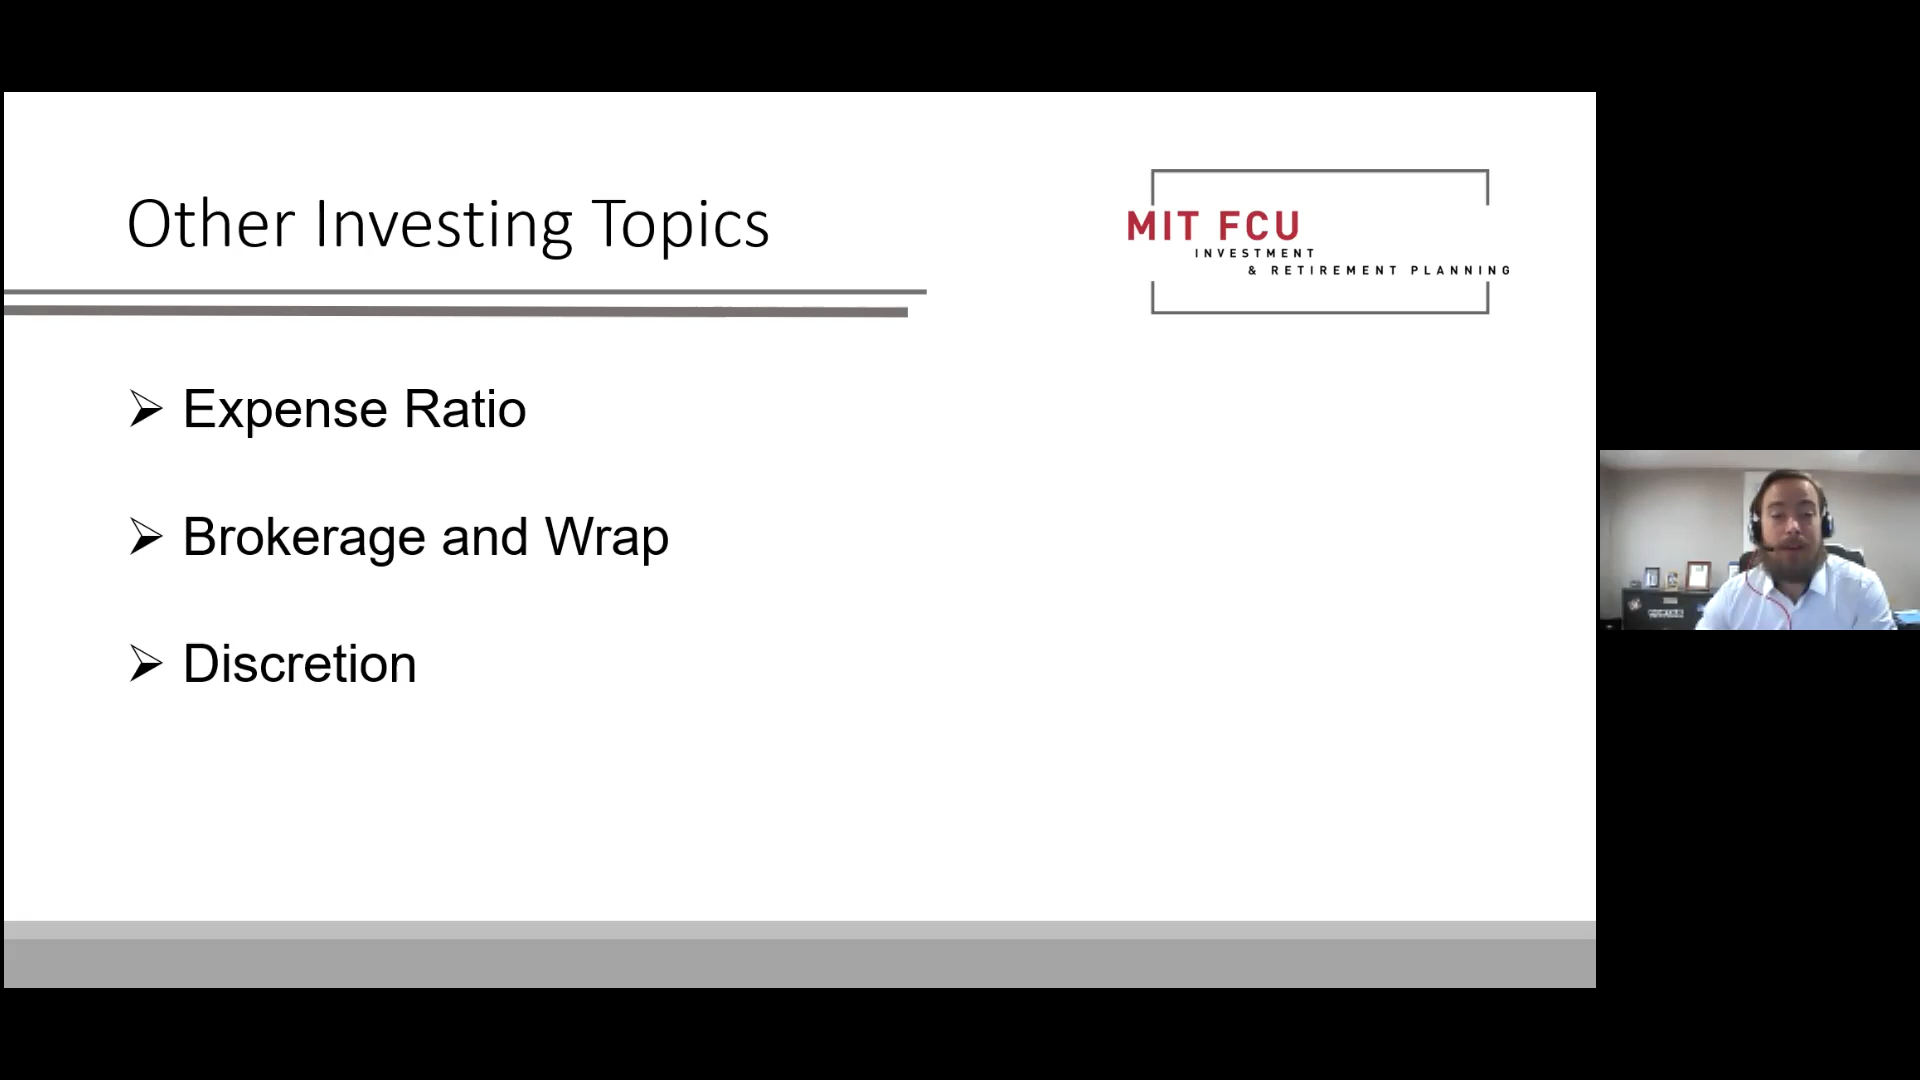 Other Investing Topics
MIT FCU
INVESTMENT
& RETIREMENT PLANNING
Expense Ratio
Brokerage and Wrap
Discretion